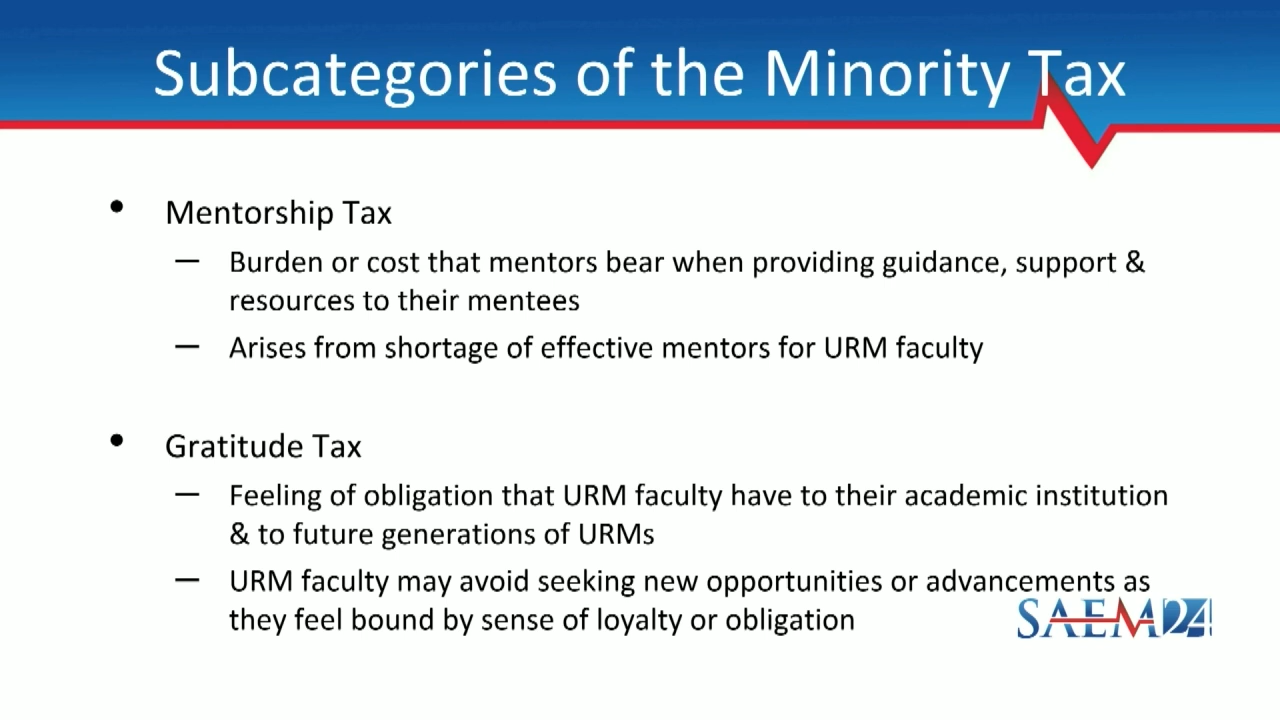 Subcategories of the Minority Tax
• Mentorship Tax
– Burden or cost that mentors bear when providing guidance, support &
resources to their mentees
– Arises from shortage of effective mentors for URM faculty
• Gratitude Tax
– Feeling of obligation that URM faculty have to their academic institution
& to future generations of URMs
– URM faculty may avoid seeking new opportunities or advancements as
they feel bound by sense of loyalty or obligation
SAEM24